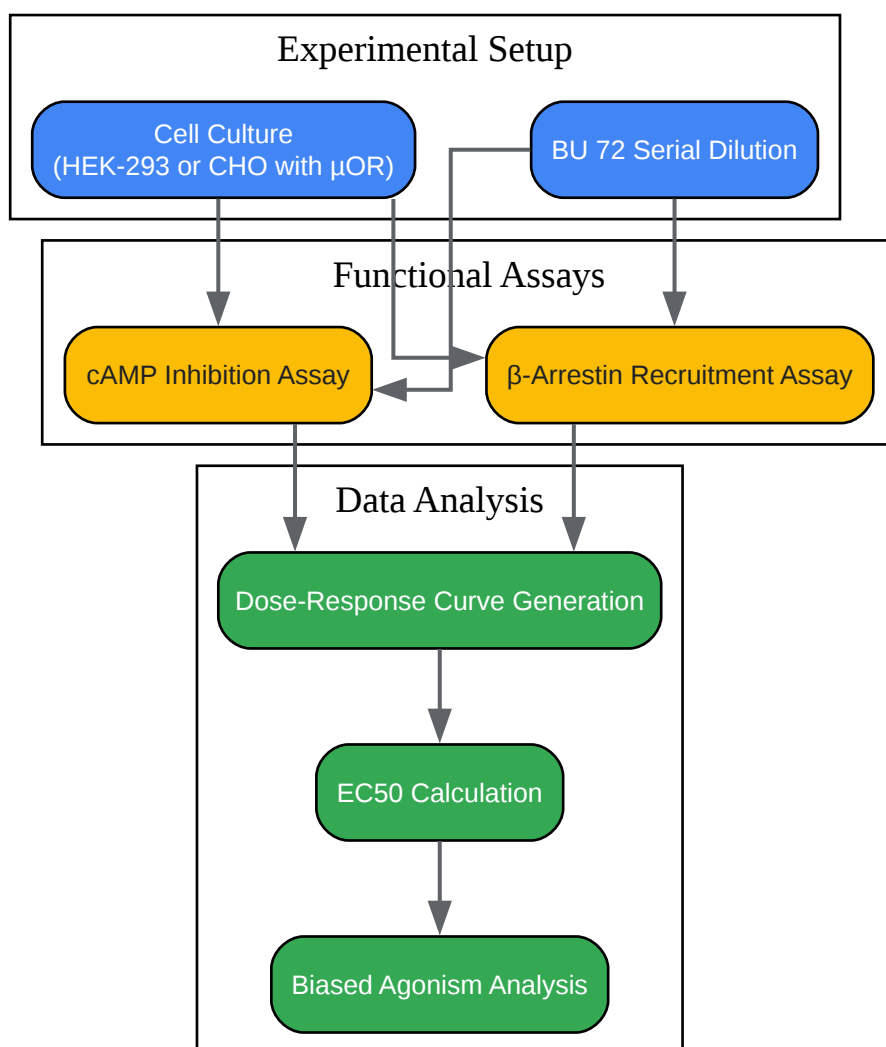 Experimental Setup
Cell Culture
(HEK-293 or CHO with µOR)
BU 72 Serial Dilution
Functional Assays
cAMP Inhibition Assay
β-Arrestin Recruitment Assay
Data Analysis
Dose-Response Curve Generation
EC50 Calculation
Biased Agonism Analysis